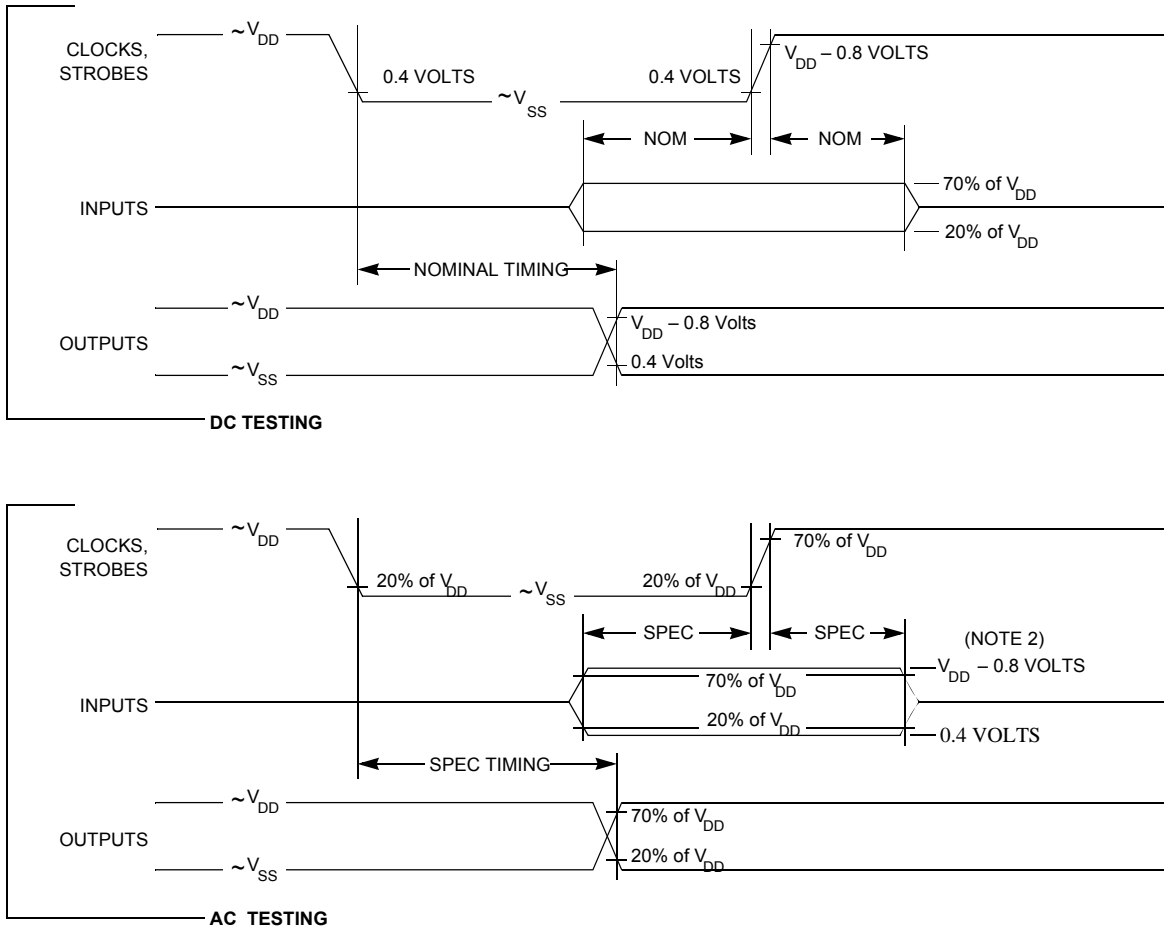 ~V_DD
CLOCKS,
STROBES
0.4 VOLTS
~V_SS
0.4 VOLTS
V_DD – 0.8 VOLTS
NOM
NOM
INPUTS
70% of V_DD
20% of V_DD
NOMINAL TIMING
~V_DD
OUTPUTS
V_DD – 0.8 Volts
0.4 Volts
~V_SS
DC TESTING
~V_DD
CLOCKS,
STROBES
20% of V_DD
~V_SS
20% of V_DD
70% of V_DD
SPEC
SPEC
(NOTE 2)
V_DD – 0.8 VOLTS
70% of V_DD
INPUTS
20% of V_DD
0.4 VOLTS
SPEC TIMING
~V_DD
OUTPUTS
70% of V_DD
20% of V_DD
~V_SS
AC TESTING